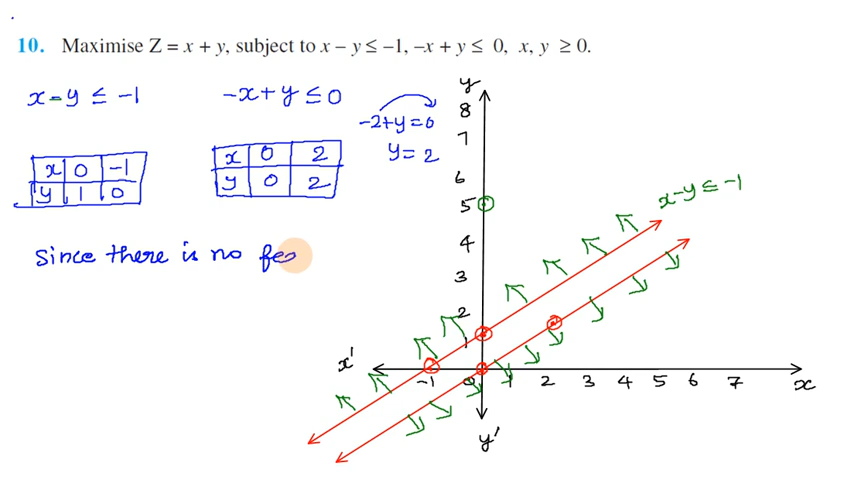 10. Maximise Z = x + y, subject to x – y ≤ –1, –x + y ≤ 0, x, y ≥ 0.
x - y ≤ -1
-x + y ≤ 0
-2+y=0
y = 2
x 0 -1
y 1 0
x 0 2
y 0 2
Since there is no fea
y
8
7
6
5
4
3
2
1
x-y ≤ -1
x'
-1 0 1 2 3 4 5 6 7
x
y'